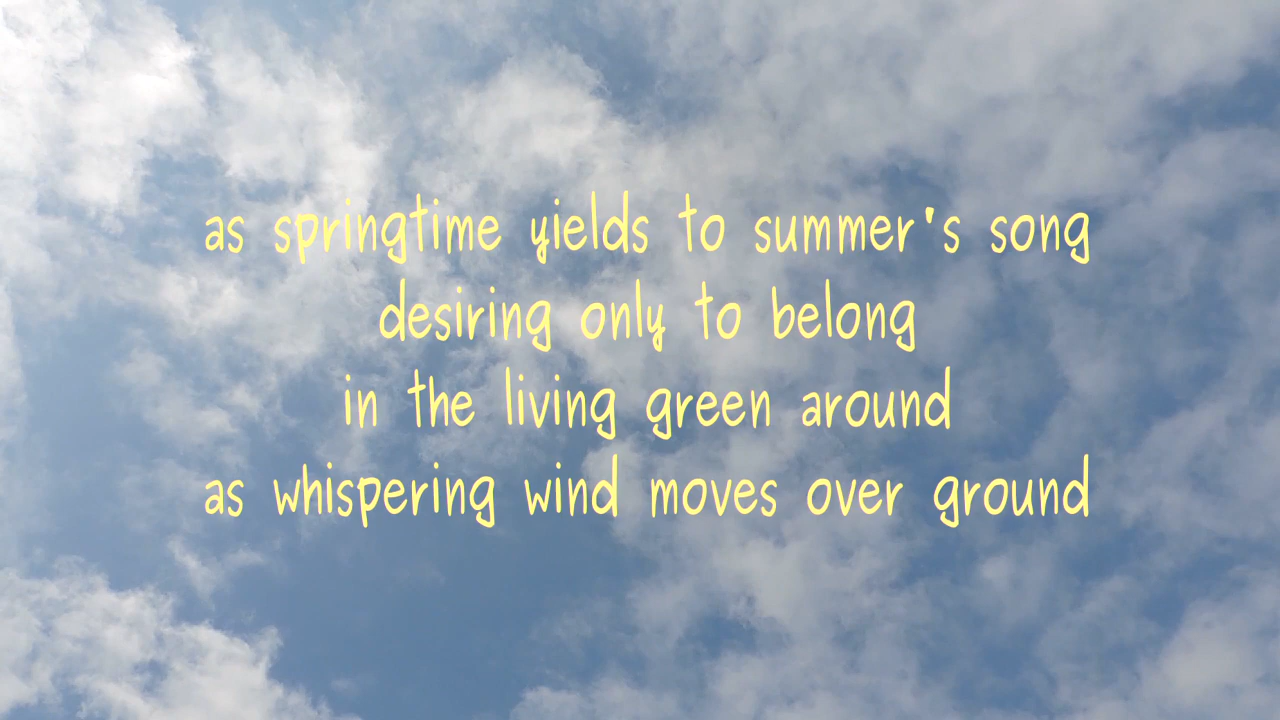 as springtime yields to summer's song
desiring only to belong
in the living green around
as whispering wind moves over ground